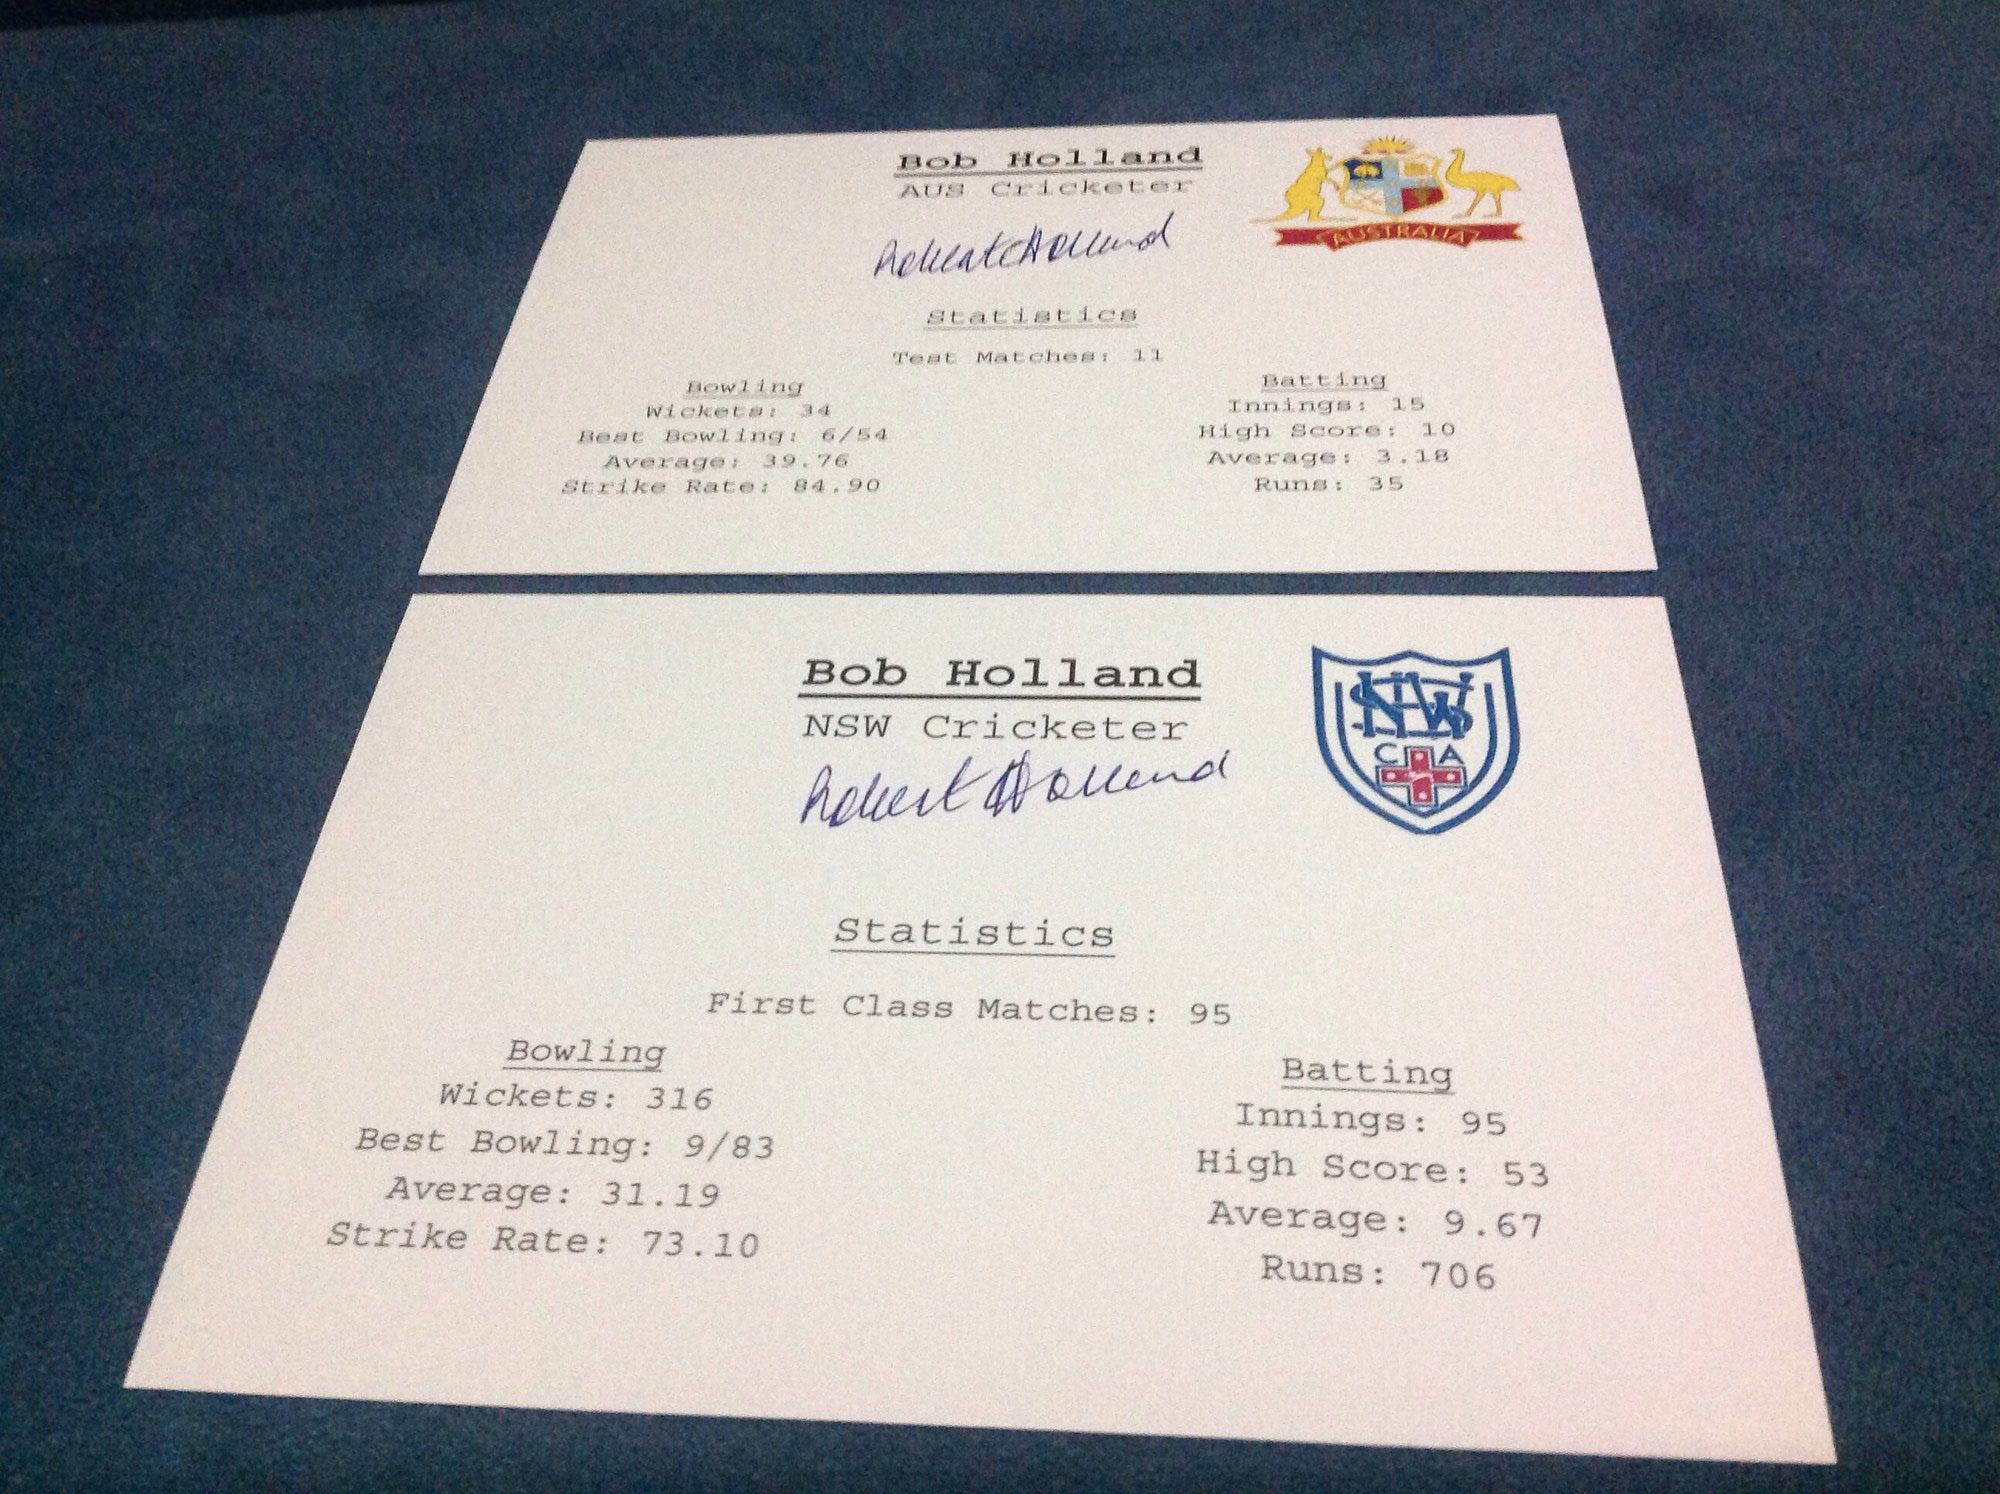 Bob Holland
AUS Cricketer
AUSTRALIA
Robert Holland
Statistics
Test Matches: 11
Bowling
Wickets: 34
Best Bowling: 6/54
Average: 39.76
Strike Rate: 84.90
Batting
Innings: 15
High Score: 10
Average: 3.18
Runs: 35
Bob Holland
NSW Cricketer
NSW
C A
Robert Holland
Statistics
First Class Matches: 95
Bowling
Wickets: 316
Best Bowling: 9/83
Average: 31.19
Strike Rate: 73.10
Batting
Innings: 95
High Score: 53
Average: 9.67
Runs: 706